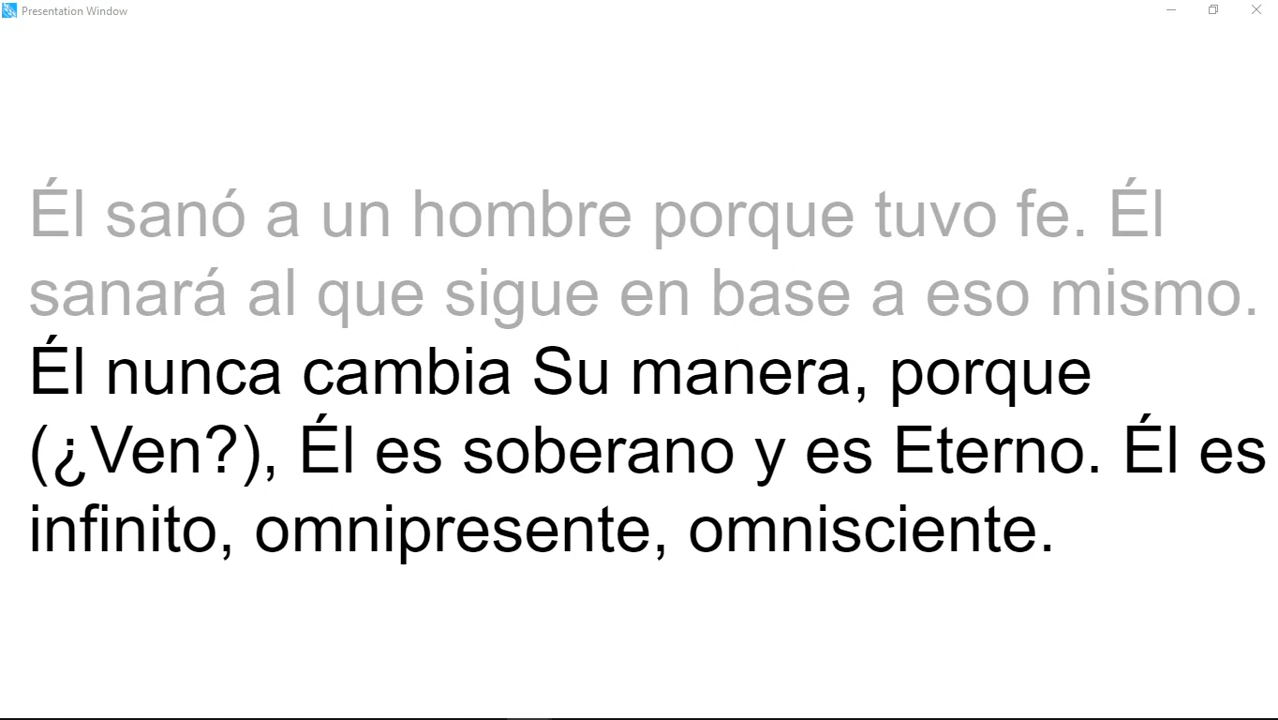 Presentation Window
Él sanó a un hombre porque tuvo fe. Él
sanará al que sigue en base a eso mismo.
Él nunca cambia Su manera, porque
(¿Ven?), Él es soberano y es Eterno. Él es
infinito, omnipresente, omnisciente.